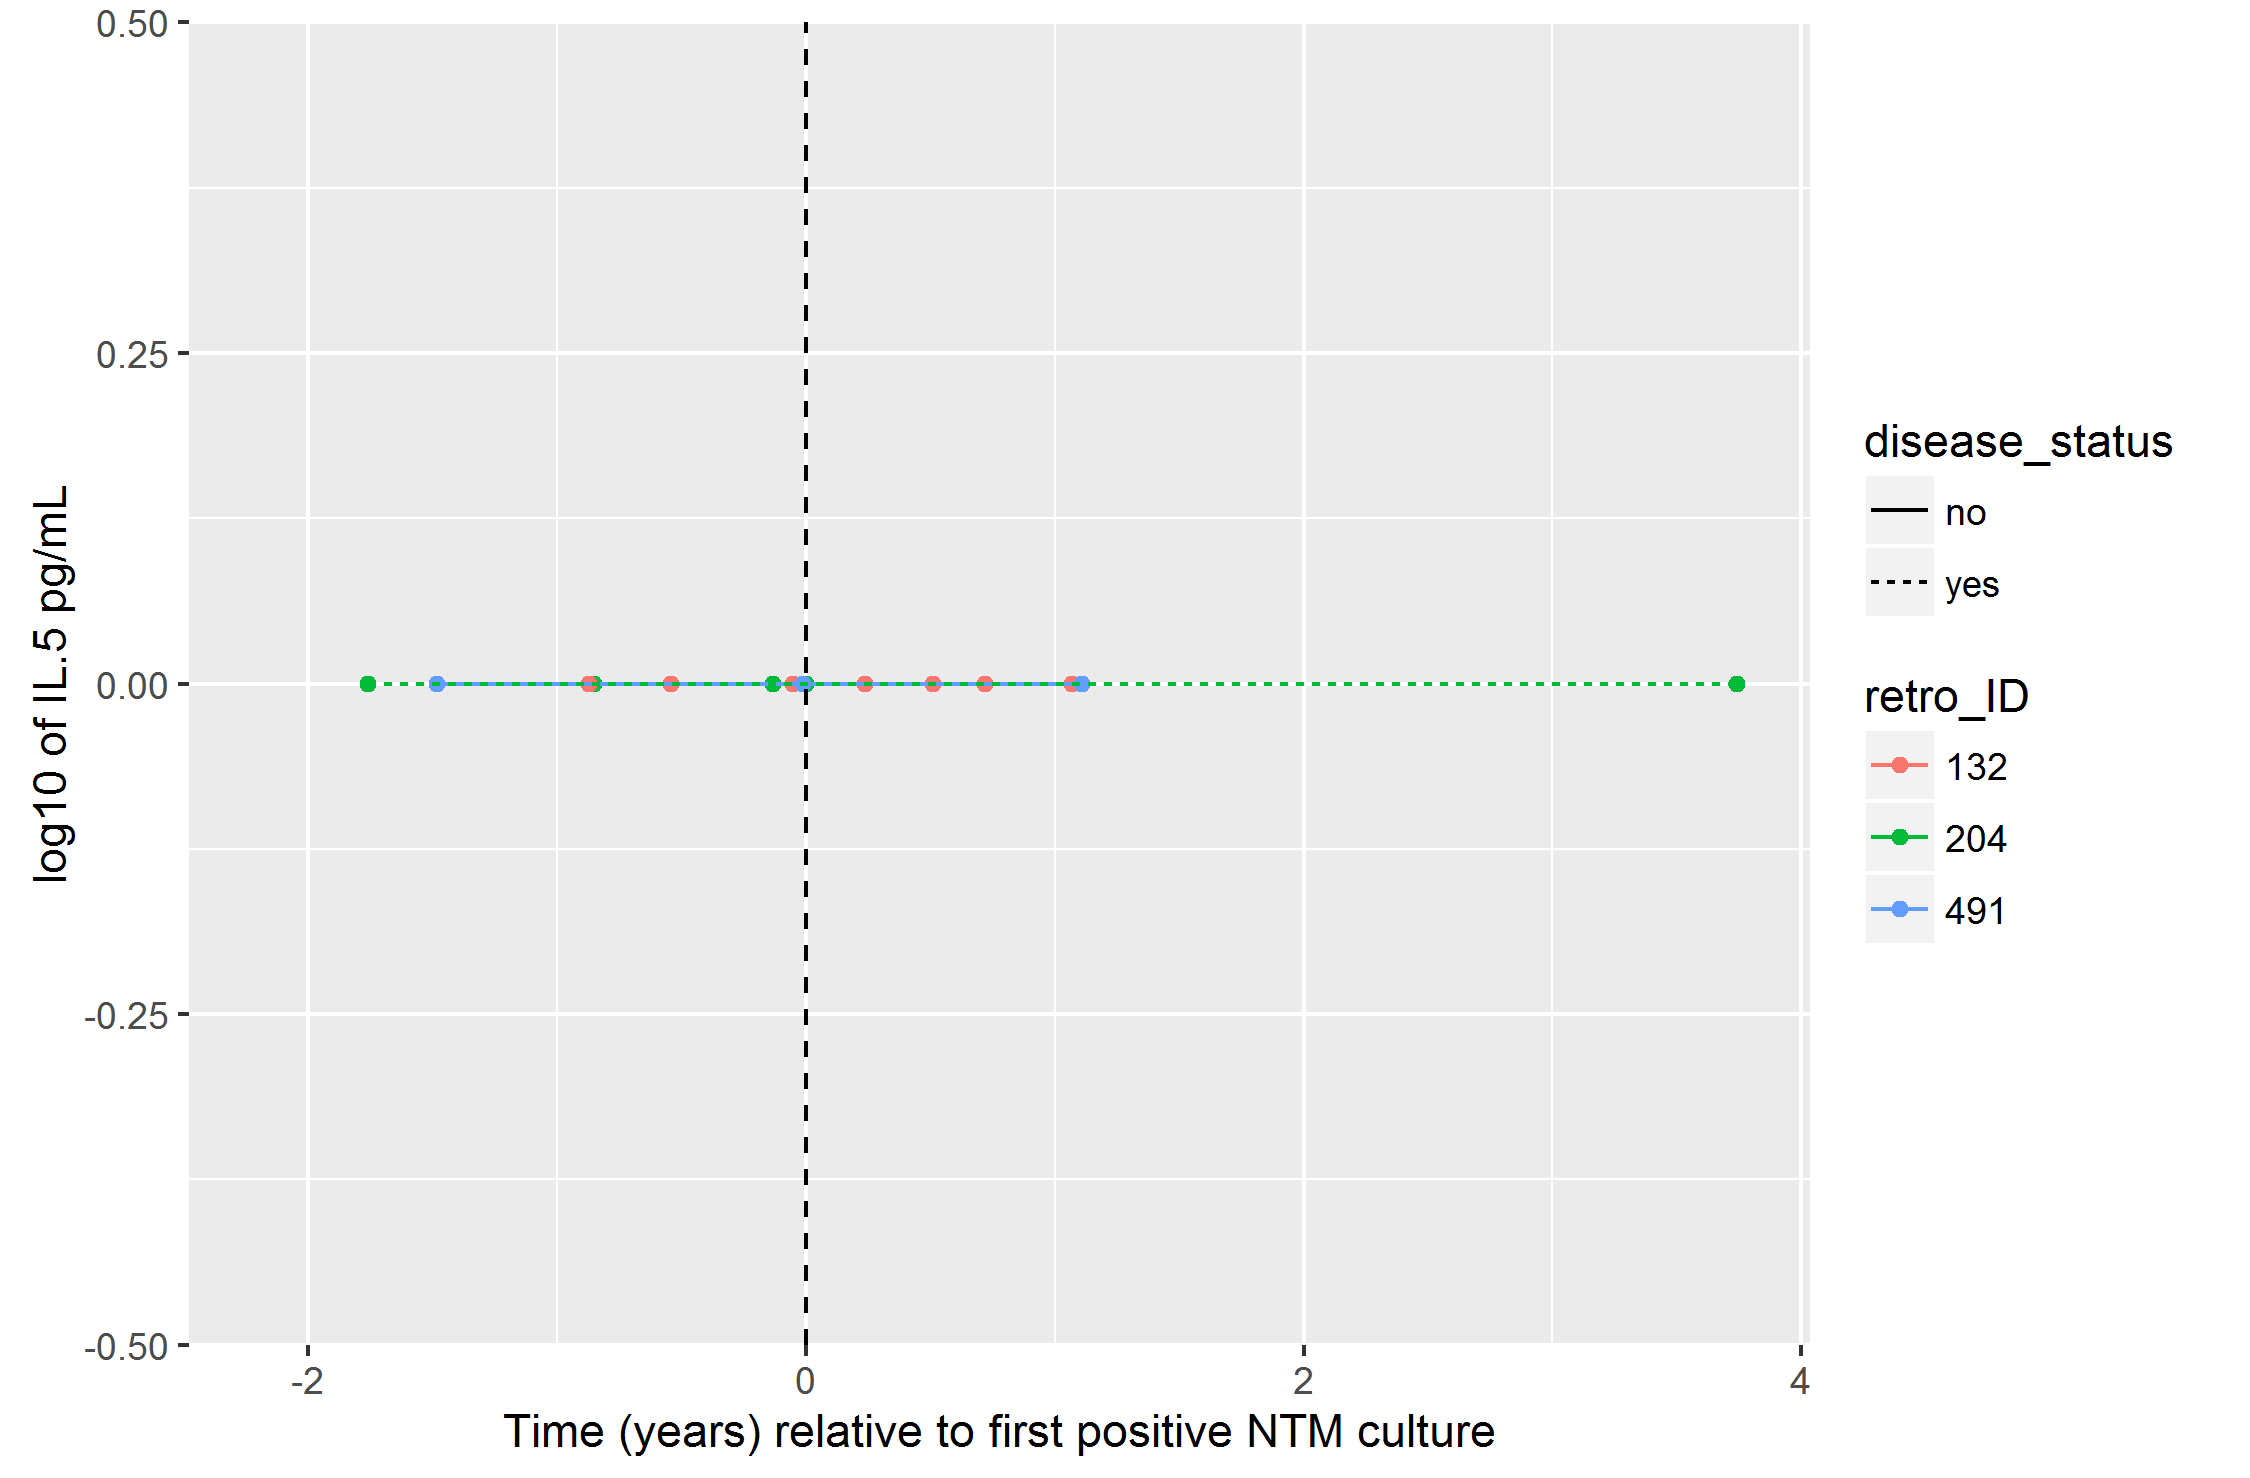 0.50
0.25
0.00
-0.25
-0.50
log10 of IL.5 pg/mL
-2 0 2 4
Time (years) relative to first positive NTM culture
disease_status
no
yes
retro_ID
132
204
491